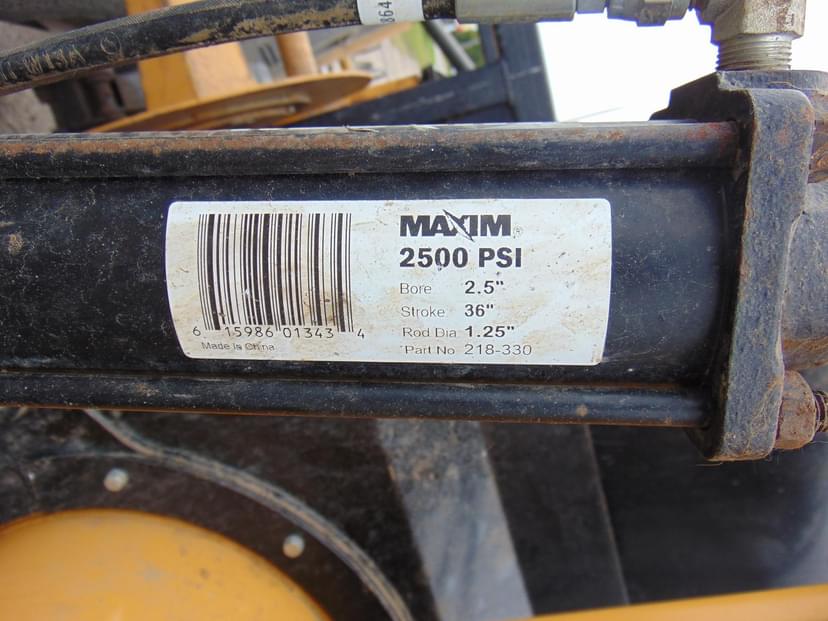 864
MAXIM®
2500 PSI
Bore 2.5"
Stroke 36"
Rod Dia 1.25"
Part No 218-330
6 15986 01343 4
Made In China